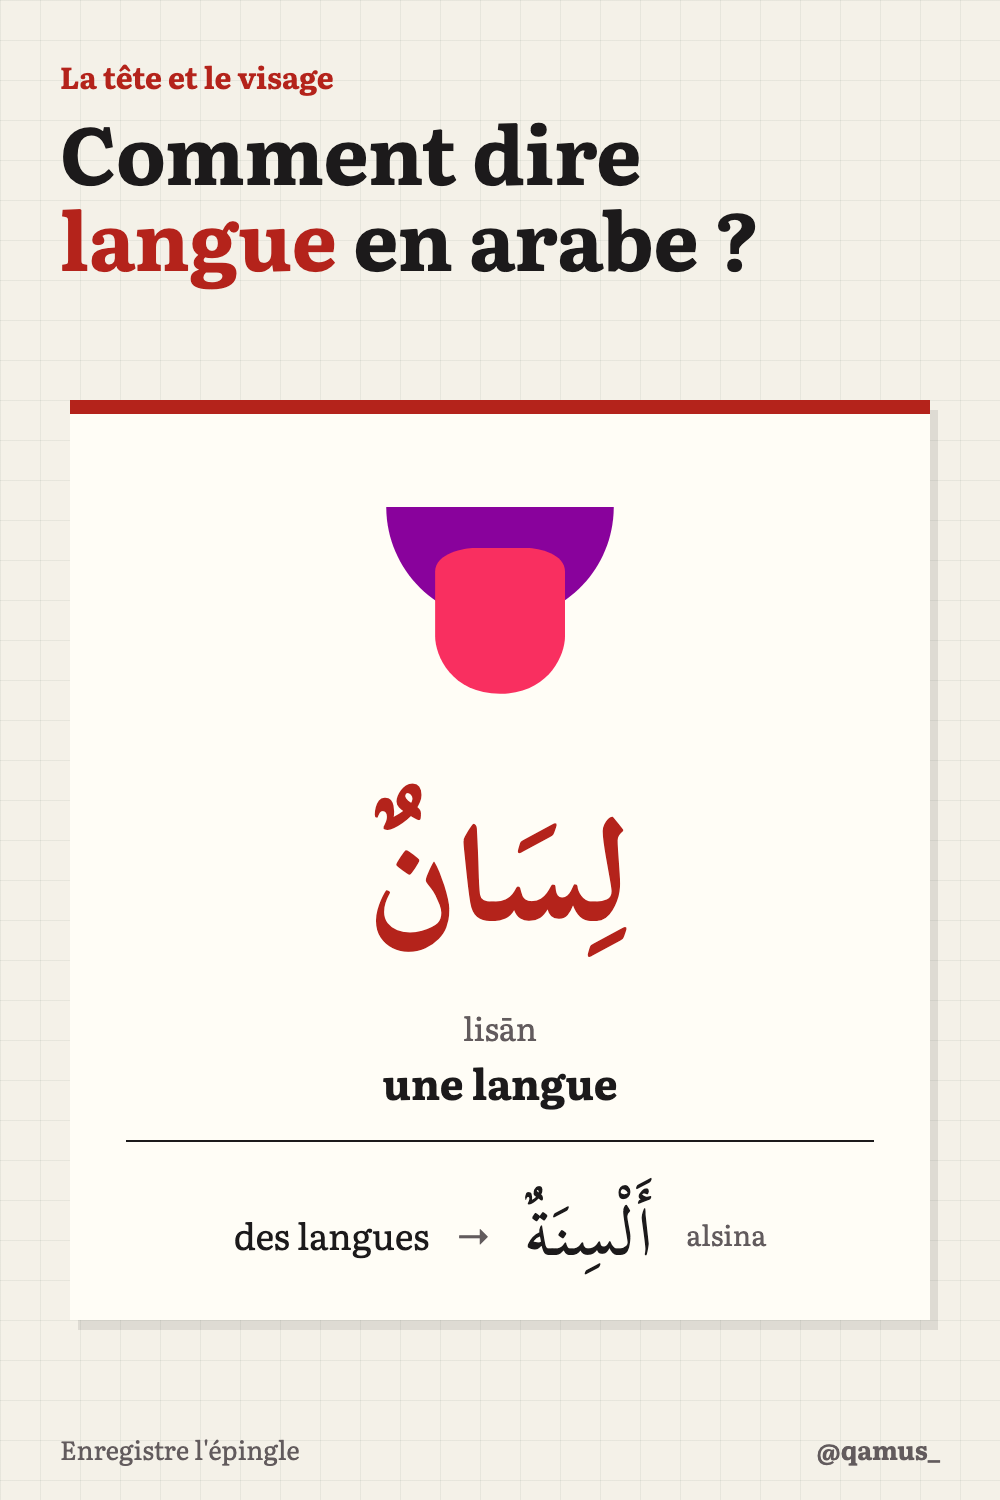 La tête et le visage
Comment dire
langue en arabe ?
لِسَانٌ
lisān
une langue
des langues → أَلْسِنَةٌ alsina
Enregistre l'épingle
@qamus_